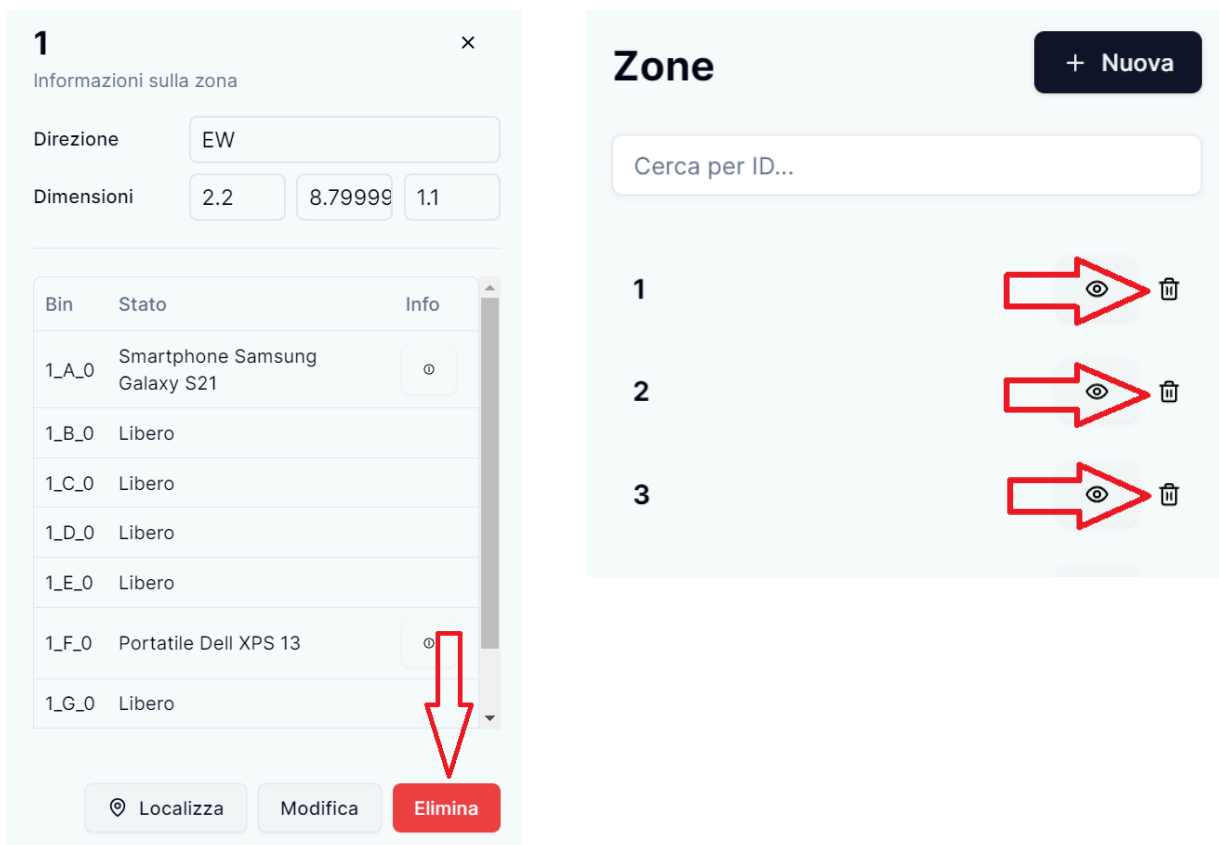 1
Informazioni sulla zona
Direzione EW
Dimensioni 2.2 8.79999 1.1
Bin Stato Info
1_A_0 Smartphone Samsung
Galaxy S21
1_B_0 Libero
1_C_0 Libero
1_D_0 Libero
1_E_0 Libero
1_F_0 Portatile Dell XPS 13
1_G_0 Libero
Localizza Modifica Elimina
Zone + Nuova
Cerca per ID...
1
2
3